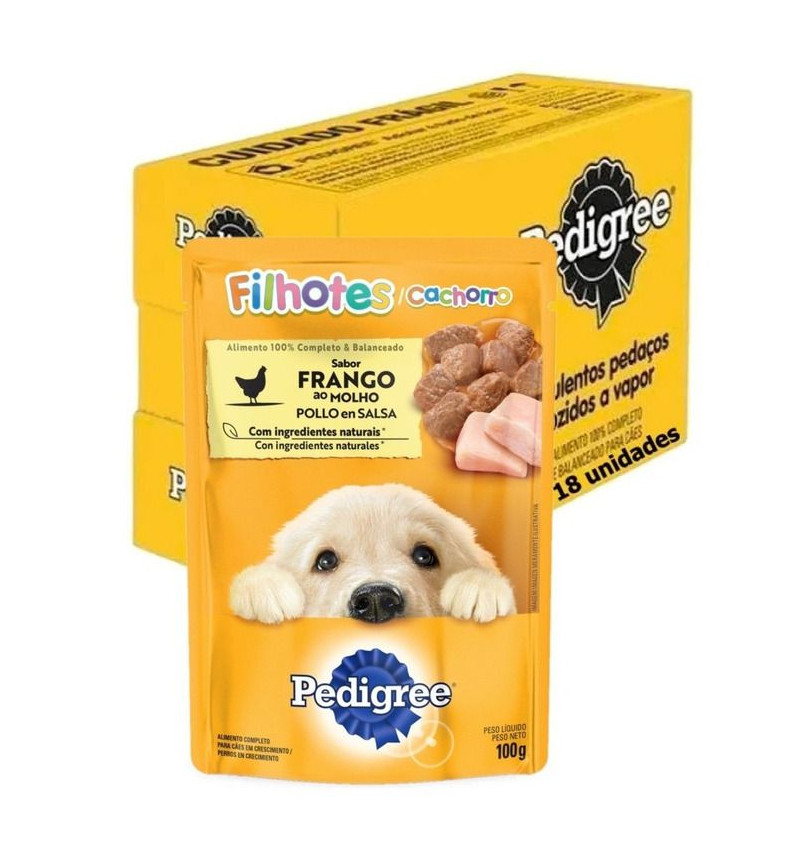 CUIDADO FRÁGIL
PEDIGREE
Pedigree
ulentos pedaços
zidos a vapor
ALIMENTO 100% COMPLETO
E BALANCEADO PARA CÃES
18 unidades
Filhotes/Cachorro
Alimento 100% Completo & Balanceado
Sabor
FRANGO
ao MOLHO
POLLO en SALSA
Com ingredientes naturais*
Con ingredientes naturales*
Pedigree
ALIMENTO COMPLETO
PARA CÃES EM CRESCIMENTO /
PERROS EN CRECIMIENTO
PESO LÍQUIDO
PESO NETO
100g